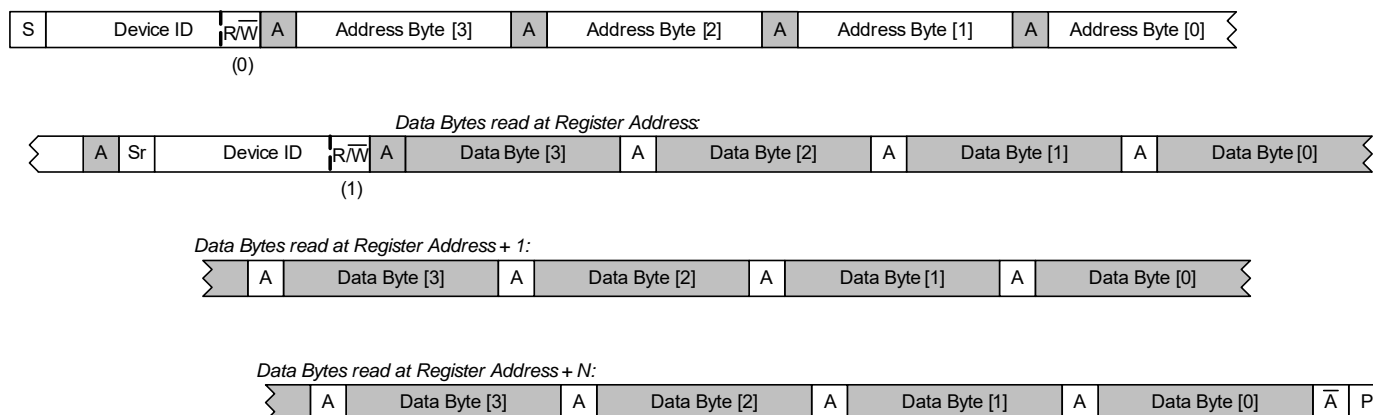 S Device ID R/W̅ A Address Byte [3] A Address Byte [2] A Address Byte [1] A Address Byte [0]
(0)
Data Bytes read at Register Address:
A Sr Device ID R/W̅ A Data Byte [3] A Data Byte [2] A Data Byte [1] A Data Byte [0]
(1)
Data Bytes read at Register Address + 1:
A Data Byte [3] A Data Byte [2] A Data Byte [1] A Data Byte [0]
Data Bytes read at Register Address + N:
A Data Byte [3] A Data Byte [2] A Data Byte [1] A Data Byte [0] A̅ P